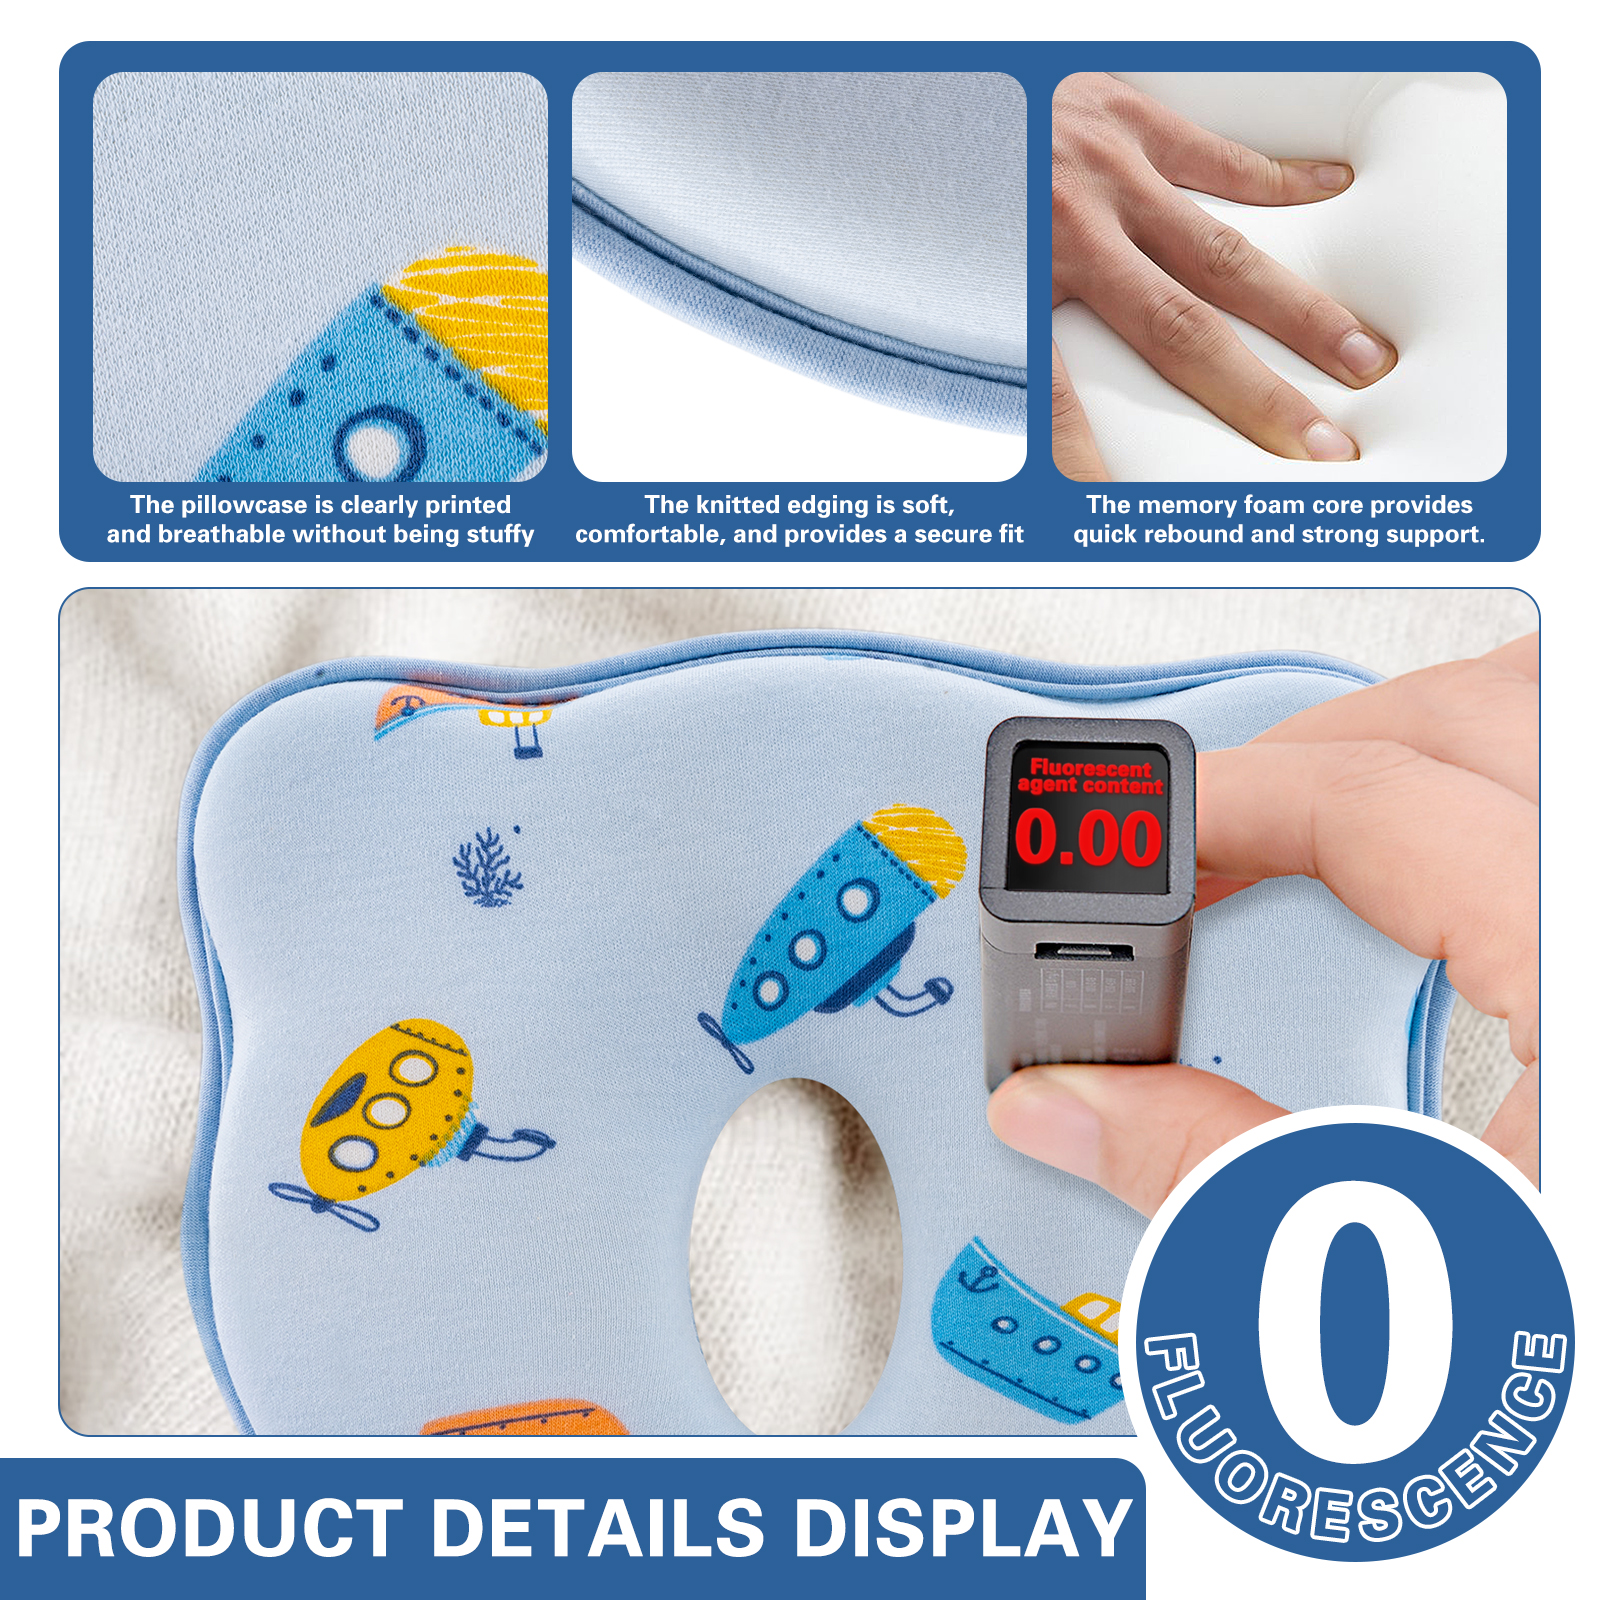 The pillowcase is clearly printed
and breathable without being stuffy
The knitted edging is soft,
comfortable, and provides a secure fit
The memory foam core provides
quick rebound and strong support.
Fluorescent
agent content
0.00
0
FLUORESCENCE
PRODUCT DETAILS DISPLAY